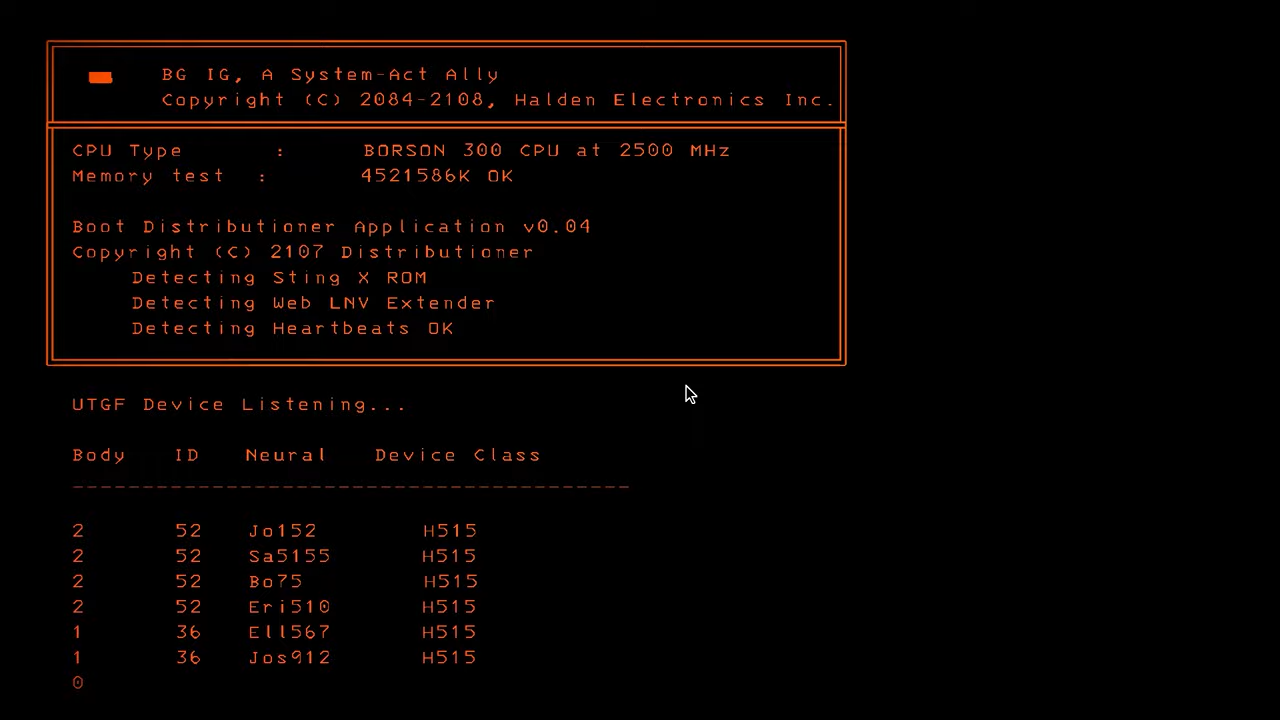 BG IG, A System-Act Ally
Copyright (C) 2084-2108, Halden Electronics Inc.
CPU Type : BORSON 300 CPU at 2500 MHz
Memory test : 4521586K OK
Boot Distributioner Application v0.04
Copyright (C) 2107 Distributioner
Detecting Sting X ROM
Detecting Web LNV Extender
Detecting Heartbeats OK
UTGF Device Listening...
Body ID Neural Device Class
----------------------------------------
2 52 Jo152 H515
2 52 Sa5155 H515
2 52 Bo75 H515
2 52 Eri510 H515
1 36 Ell567 H515
1 36 Jos912 H515
0